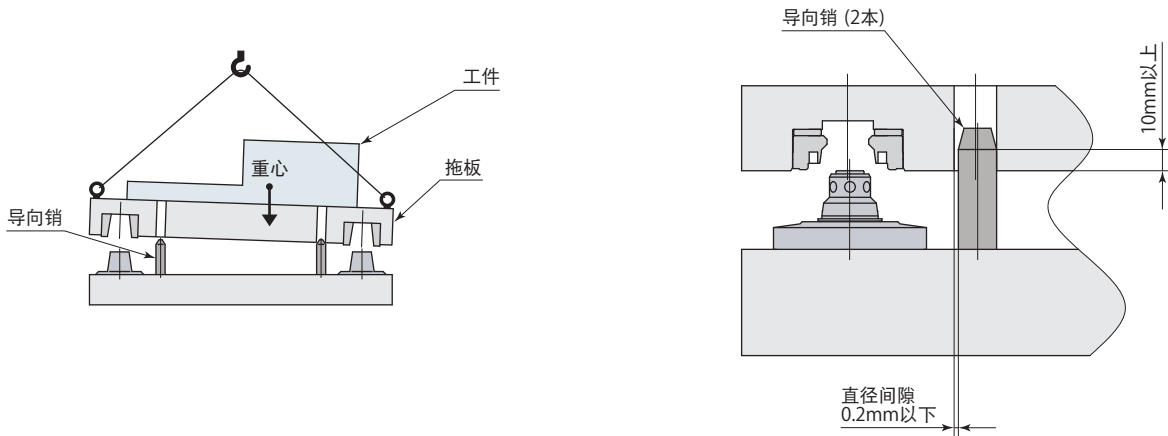 工件
重心
拖板
导向销
导向销 (2本)
10mm以上
直径间隙
0.2mm以下